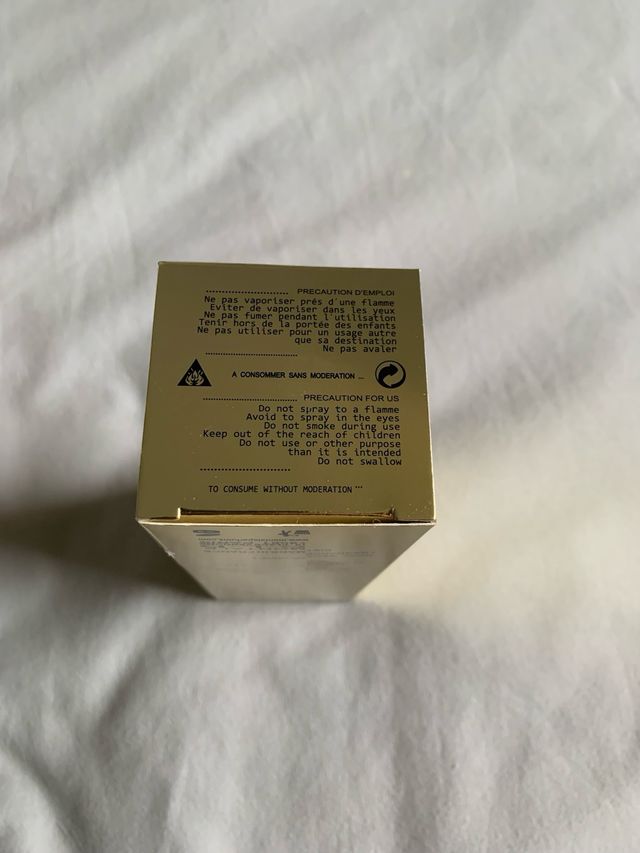 ........................... PRECAUTION D'EMPLOI
Ne pas vaporiser prés d'une flamme
Eviter de vaporiser dans les yeux
Ne pas fumer pendant l'utilisation
Tenir hors de la portée des enfants
Ne pas utiliser pour un usage autre
que sa destination
Ne pas avaler
..............................
A CONSOMMER SANS MODERATION ...
.............................. PRECAUTION FOR US
Do not spray to a flamme
Avoid to spray in the eyes
Do not smoke during use
Keep out of the reach of children
Do not use or other purpose
than it is intended
Do not swallow
..............................
TO CONSUME WITHOUT MODERATION ...